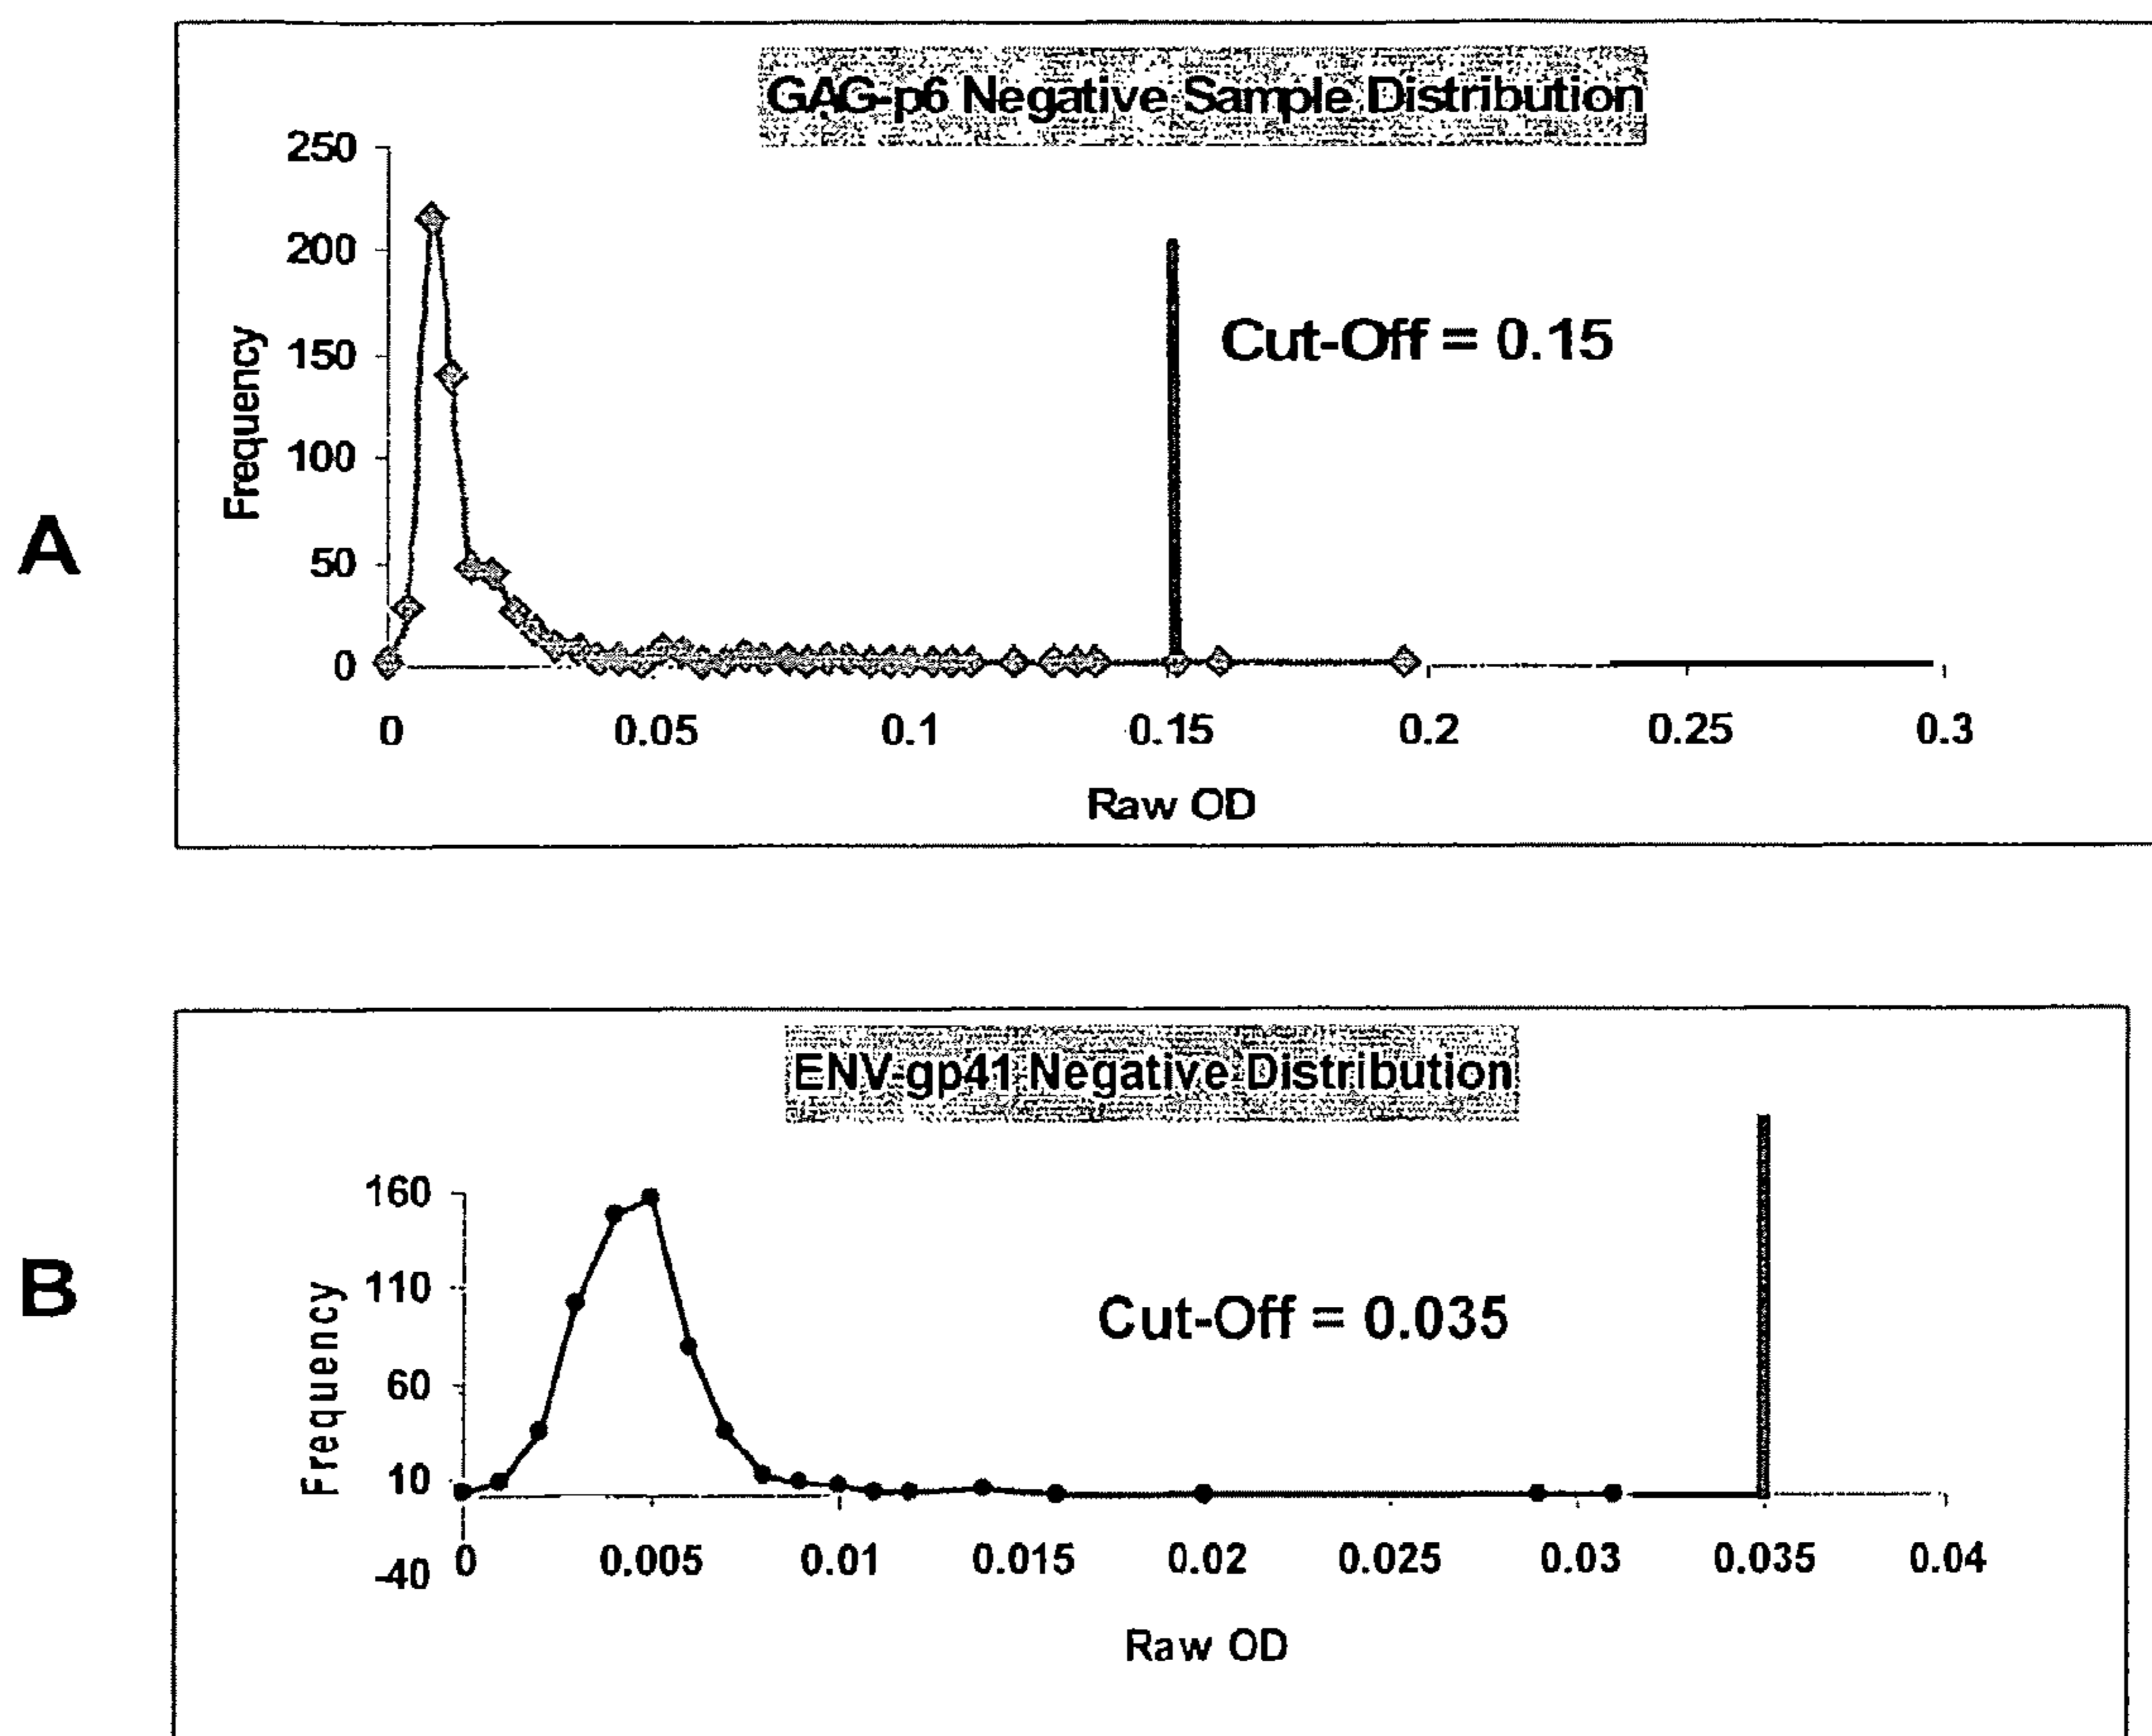 GAG-p6 Negative Sample Distribution
250
200
150
100
50
0
Frequency
Cut-Off = 0.15
A
0 0.05 0.1 0.15 0.2 0.25 0.3
Raw OD
ENV-gp41 Negative Distribution
160
110
60
10
-40
Frequency
Cut-Off = 0.035
B
0 0.005 0.01 0.015 0.02 0.025 0.03 0.035 0.04
Raw OD